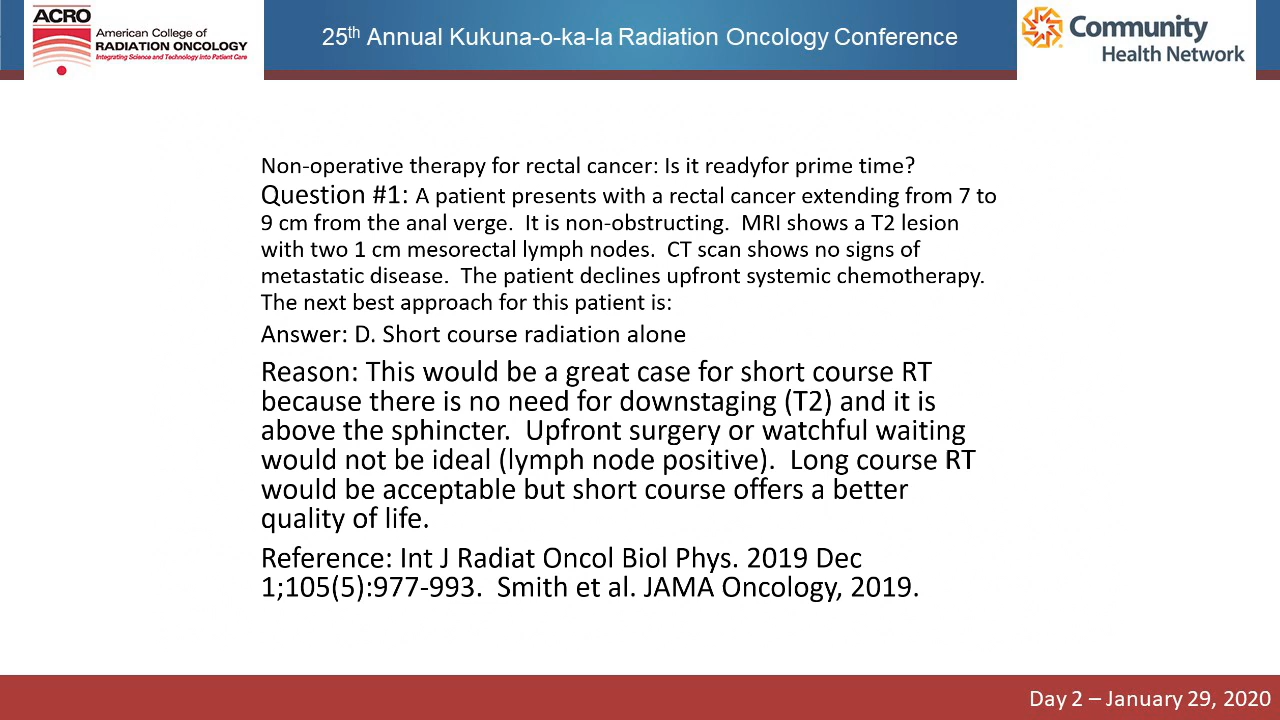 ACRO
American College of
RADIATION ONCOLOGY
Integrating Science and Technology Into Patient Care
25th Annual Kukuna-o-ka-la Radiation Oncology Conference
Community
Health Network
Non-operative therapy for rectal cancer: Is it readyfor prime time?
Question #1: A patient presents with a rectal cancer extending from 7 to
9 cm from the anal verge. It is non-obstructing. MRI shows a T2 lesion
with two 1 cm mesorectal lymph nodes. CT scan shows no signs of
metastatic disease. The patient declines upfront systemic chemotherapy.
The next best approach for this patient is:
Answer: D. Short course radiation alone
Reason: This would be a great case for short course RT
because there is no need for downstaging (T2) and it is
above the sphincter. Upfront surgery or watchful waiting
would not be ideal (lymph node positive). Long course RT
would be acceptable but short course offers a better
quality of life.
Reference: Int J Radiat Oncol Biol Phys. 2019 Dec
1;105(5):977-993. Smith et al. JAMA Oncology, 2019.
Day 2 – January 29, 2020